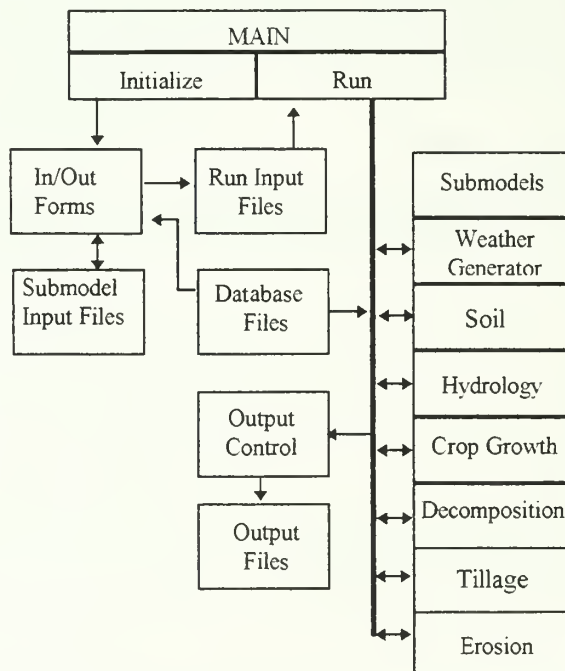 MAIN
Initialize
Run
In/Out
Forms
Run Input
Files
Submodel
Input Files
Database
Files
Output
Control
Output
Files
Submodels
Weather
Generator
Soil
Hydrology
Crop Growth
Decomposition
Tillage
Erosion